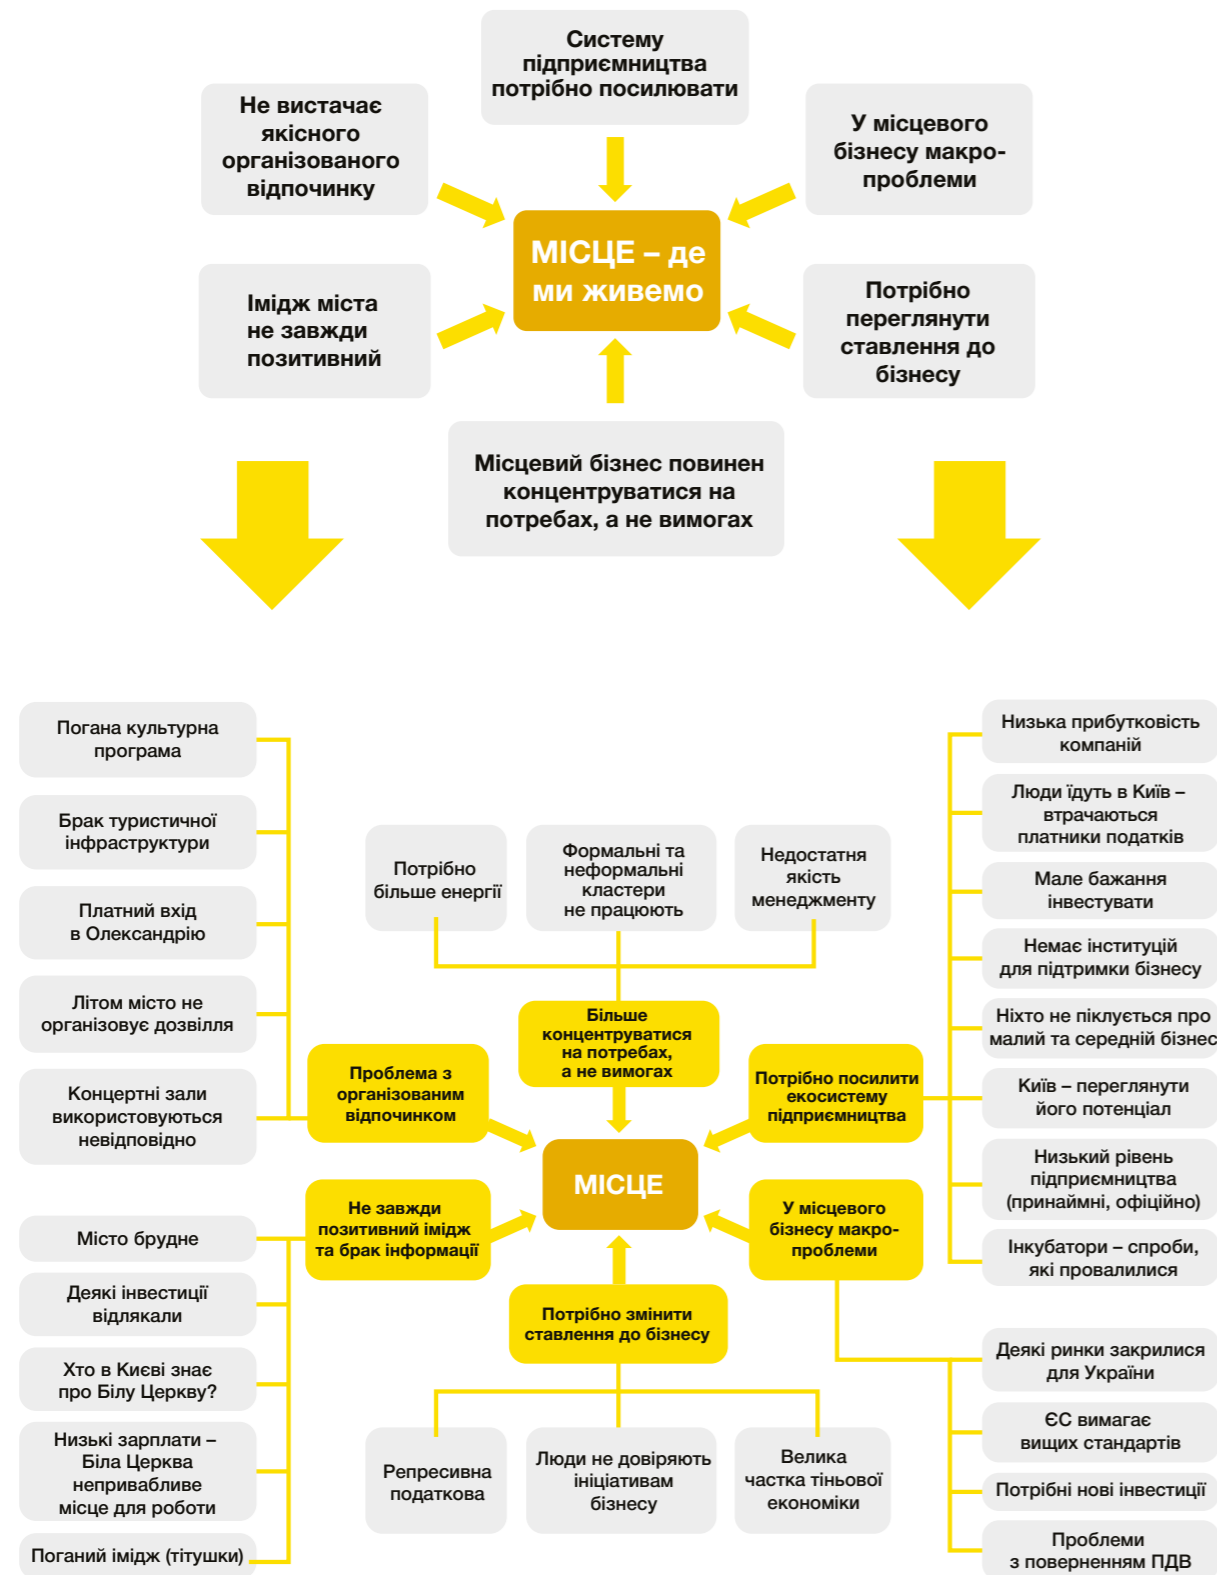 Систему
підприємництва
потрібно посилювати
Не вистачає
якісного
організованого
відпочинку
У місцевого
бізнесу макро-
проблеми
МІСЦЕ – де
ми живемо
Імідж міста
не завжди
позитивний
Потрібно
переглянути
ставлення до
бізнесу
Місцевий бізнес повинен
концентруватися на
потребах, а не вимогах
Погана культурна
програма
Брак туристичної
інфраструктури
Платний вхід
в Олександрію
Літом місто не
організовує дозвілля
Концертні зали
використовуються
невідповідно
Потрібно
більше енергії
Формальні та
неформальні
кластери
не працюють
Недостатня
якість
менеджменту
Низька прибутковість
компаній
Люди їдуть в Київ –
втрачаються
платники податків
Мале бажання
інвестувати
Немає інституцій
для підтримки бізнесу
Ніхто не піклується про
малий та середній бізнес
Київ – переглянути
його потенціал
Низький рівень
підприємництва
(принаймні, офіційно)
Інкубатори – спроби,
які провалилися
Більше
концентруватися
на потребах,
а не вимогах
Проблема з
організованим
відпочинком
Потрібно посилити
екосистему
підприємництва
МІСЦЕ
Не завжди
позитивний імідж
та брак інформації
У місцевого
бізнесу макро-
проблеми
Потрібно змінити
ставлення до бізнесу
Місто брудне
Деякі інвестиції
відлякали
Хто в Києві знає
про Білу Церкву?
Низькі зарплати –
Біла Церква
непривабливе
місце для роботи
Поганий імідж (тітушки)
Репресивна
податкова
Люди не довіряють
ініціативам
бізнесу
Велика
частка тіньової
економіки
Деякі ринки закрилися
для України
ЄС вимагає
вищих стандартів
Потрібні нові інвестиції
Проблеми
з поверненням ПДВ